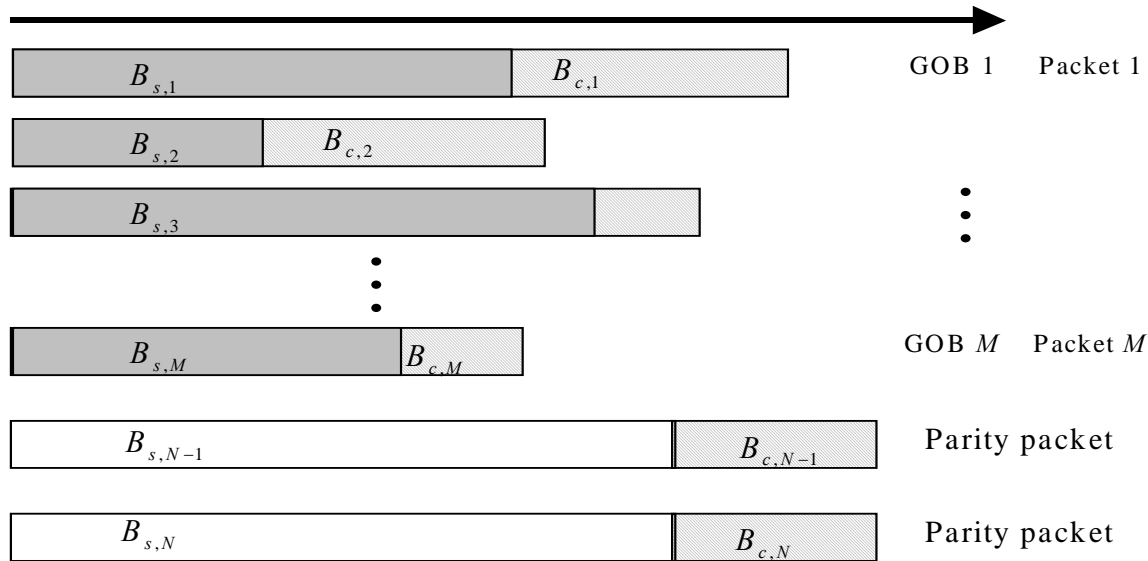 B_{s,1} B_{c,1} GOB 1 Packet 1
B_{s,2} B_{c,2}
B_{s,3}
B_{s,M} B_{c,M} GOB M Packet M
B_{s,N-1} B_{c,N-1} Parity packet
B_{s,N} B_{c,N} Parity packet